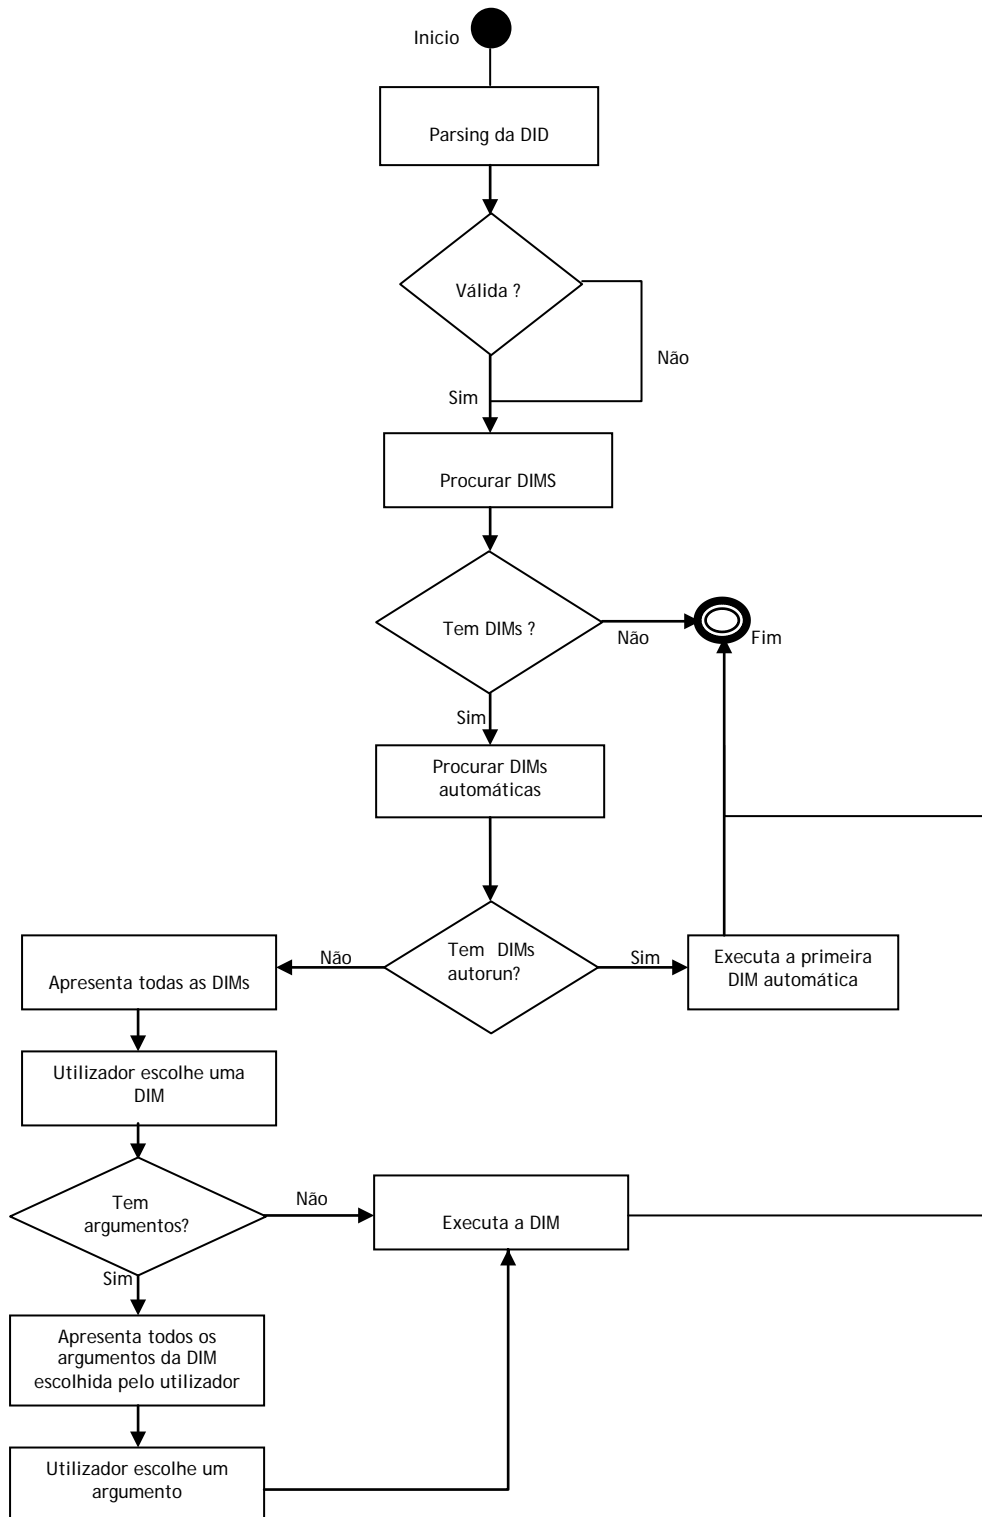 Inicio
Parsing da DID
Válida ?
Não
Sim
Procurar DIMS
Tem DIMs ?
Não
Fim
Sim
Procurar DIMs
automáticas
Tem DIMs
autorun?
Não
Sim
Apresenta todas as DIMs
Executa a primeira
DIM automática
Utilizador escolhe uma
DIM
Tem
argumentos?
Não
Executa a DIM
Sim
Apresenta todos os
argumentos da DIM
escolhida pelo utilizador
Utilizador escolhe um
argumento